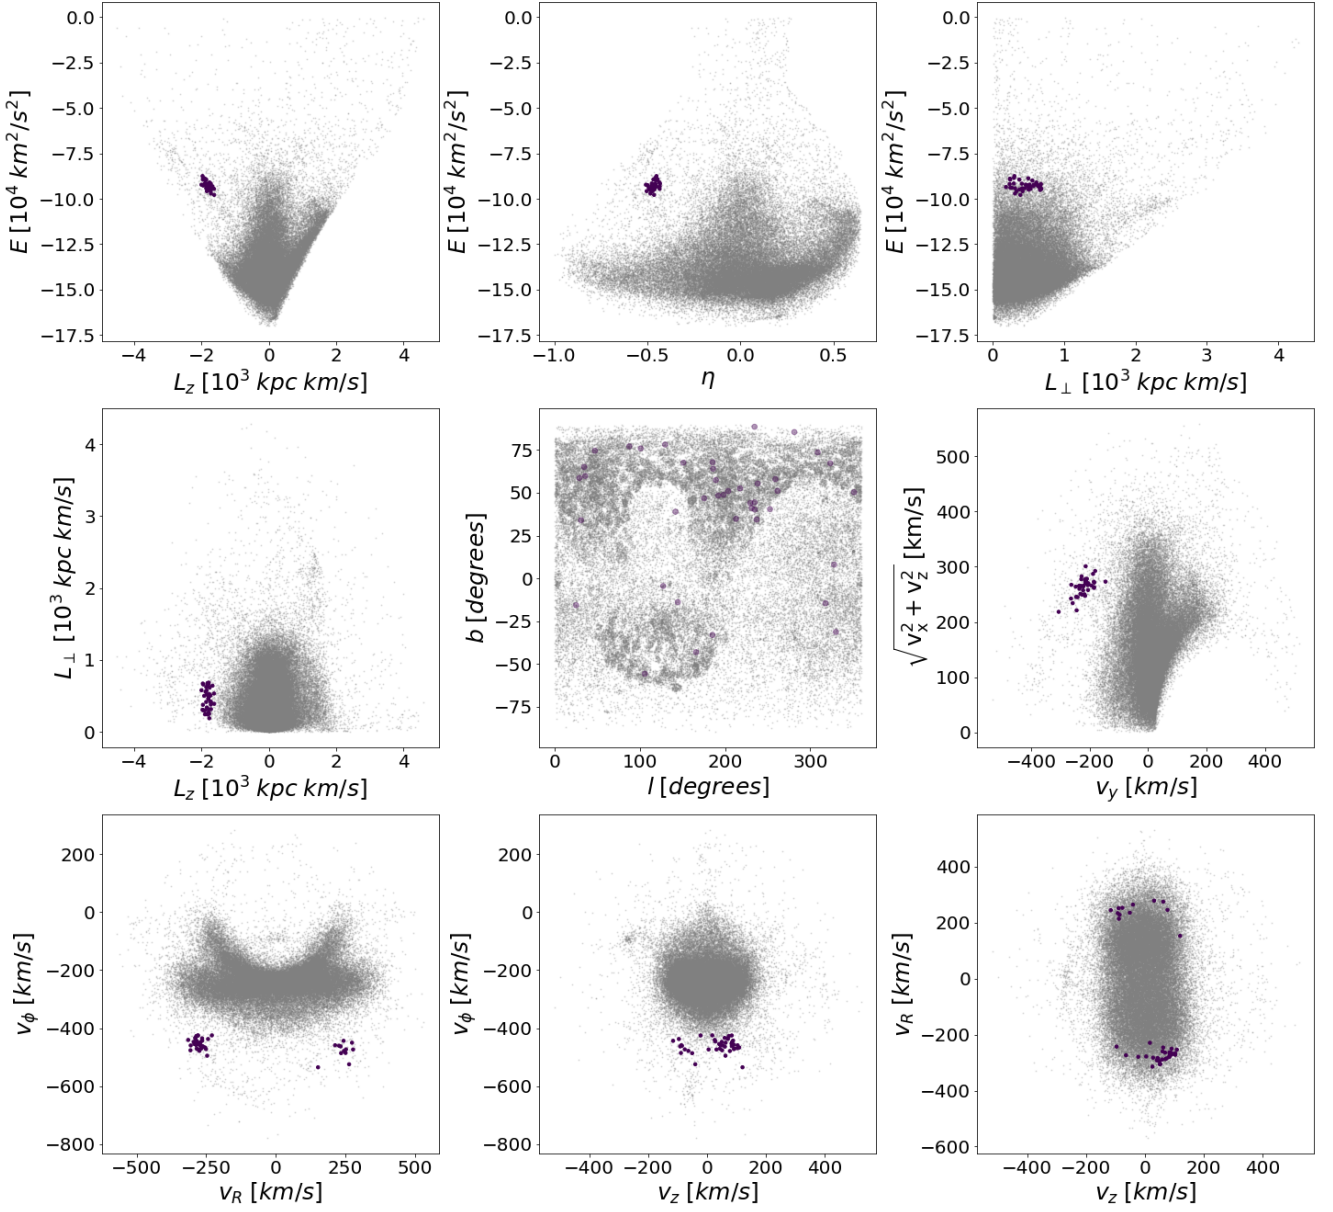 0.0
−2.5
−5.0
−7.5
−10.0
−12.5
−15.0
−17.5
E [10⁴ km²/s²]
−4 −2 0 2 4
L_z [10³ kpc km/s]
0.0
−2.5
−5.0
−7.5
−10.0
−12.5
−15.0
−17.5
E [10⁴ km²/s²]
−1.0 −0.5 0.0 0.5
η
0.0
−2.5
−5.0
−7.5
−10.0
−12.5
−15.0
−17.5
E [10⁴ km²/s²]
0 1 2 3 4
L_⊥ [10³ kpc km/s]
4
3
2
1
0
L_⊥ [10³ kpc km/s]
−4 −2 0 2 4
L_z [10³ kpc km/s]
75
50
25
0
−25
−50
−75
b [degrees]
0 100 200 300
l [degrees]
500
400
300
200
100
0
√v_x² + v_z² [km/s]
−400 −200 0 200 400
v_y [km/s]
200
0
−200
−400
−600
−800
v_ϕ [km/s]
−500 −250 0 250 500
v_R [km/s]
200
0
−200
−400
−600
−800
v_ϕ [km/s]
−400 −200 0 200 400
v_z [km/s]
400
200
0
−200
−400
−600
v_R [km/s]
−400 −200 0 200 400
v_z [km/s]